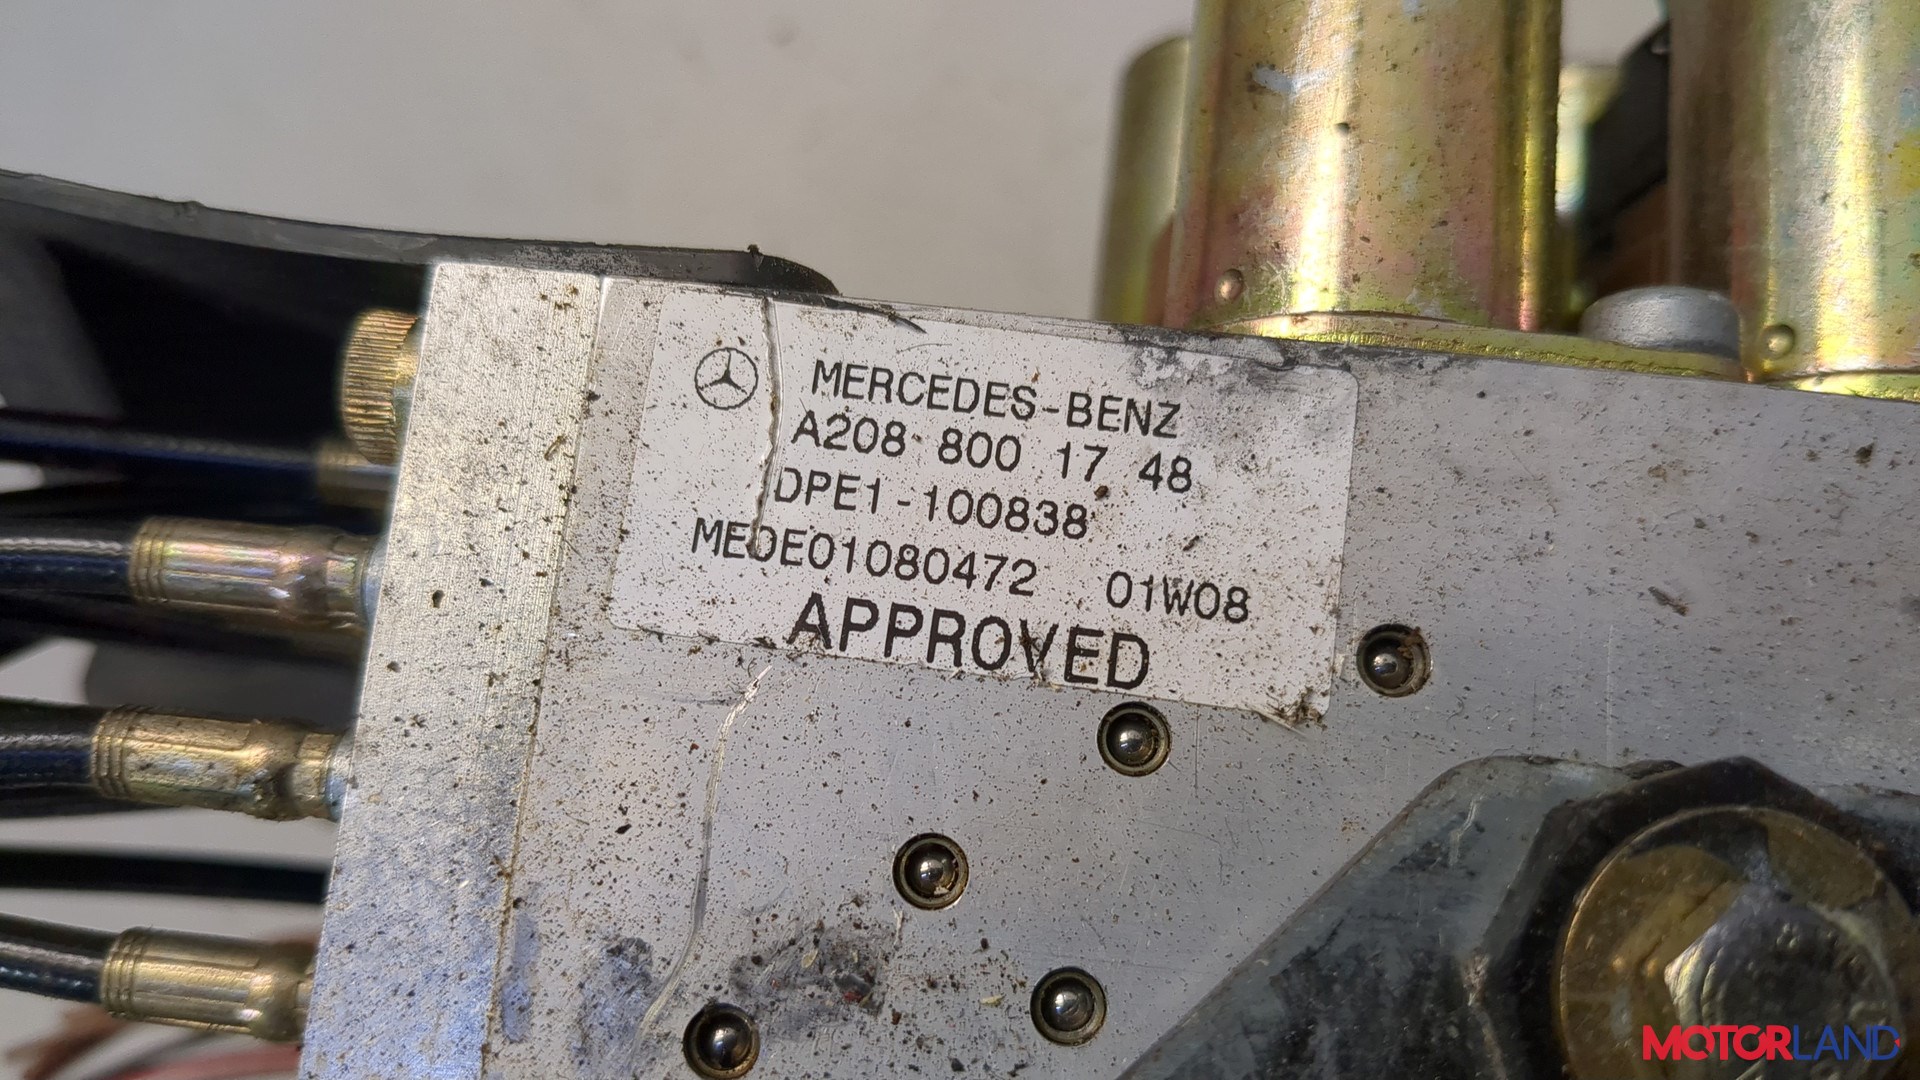 MERCEDES-BENZ
A208 800 17 48
DPE1-100838
MEDE01080472 01W08
APPROVED
MOTORLAND